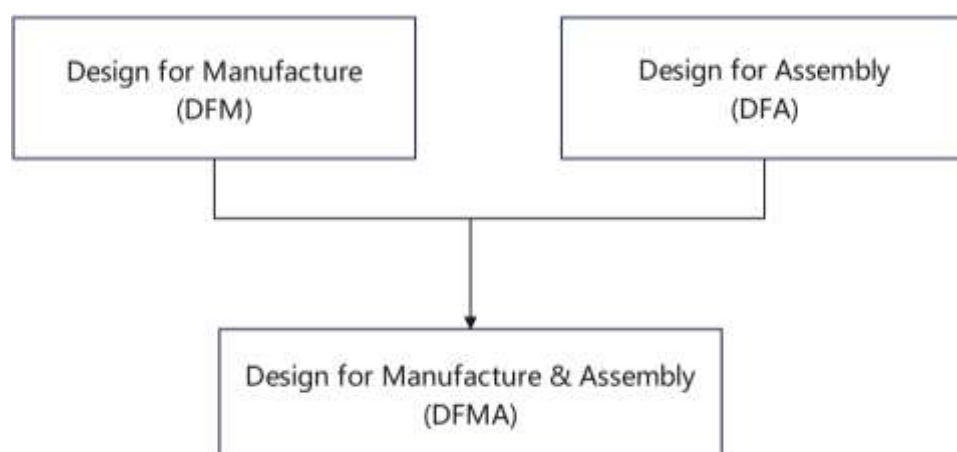 Design for Manufacture
(DFM)
Design for Assembly
(DFA)
Design for Manufacture & Assembly
(DFMA)